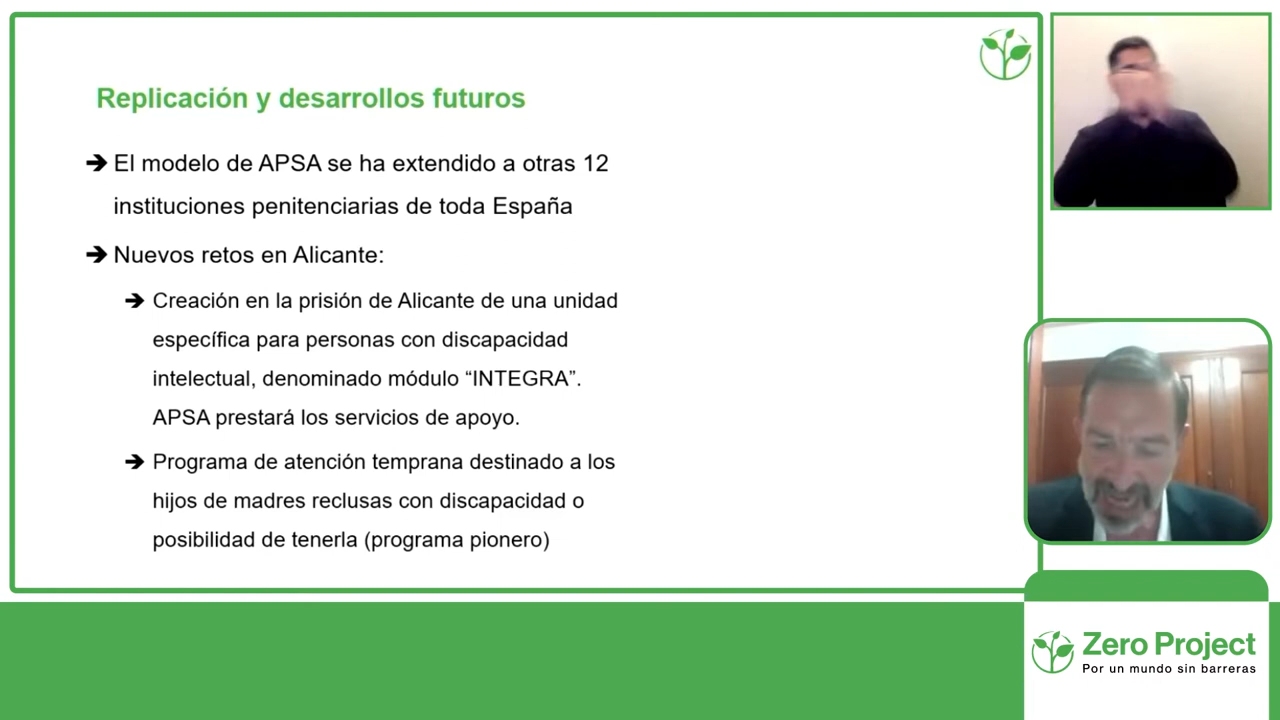 Replicación y desarrollos futuros
➔ El modelo de APSA se ha extendido a otras 12
instituciones penitenciarias de toda España
➔ Nuevos retos en Alicante:
➔ Creación en la prisión de Alicante de una unidad
específica para personas con discapacidad
intelectual, denominado módulo “INTEGRA”.
APSA prestará los servicios de apoyo.
➔ Programa de atención temprana destinado a los
hijos de madres reclusas con discapacidad o
posibilidad de tenerla (programa pionero)
Zero Project
Por un mundo sin barreras